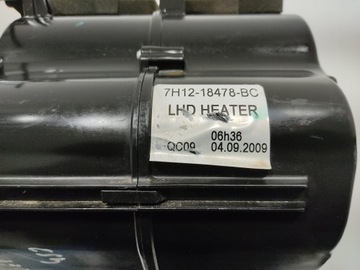 7H12-18478-BC
LHD HEATER
06h36
QC09 04.09.2009